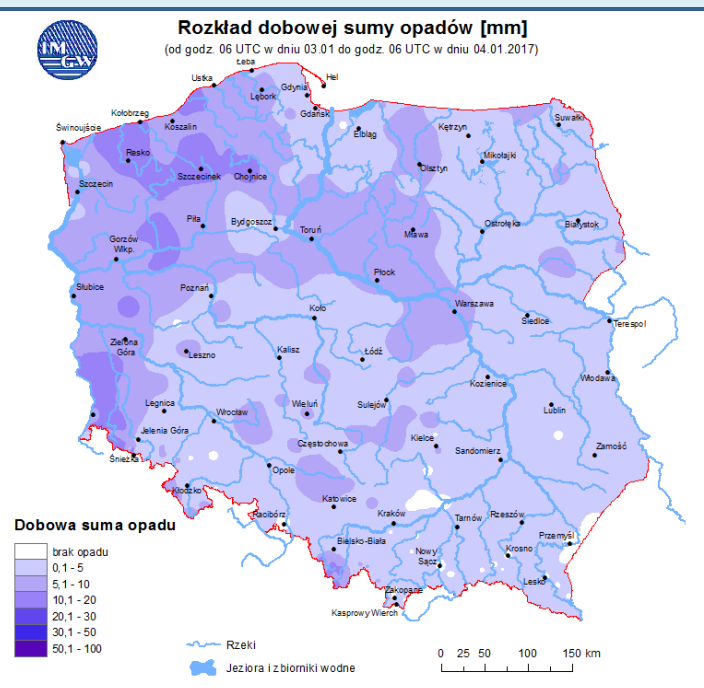 IM
GW
Rozkład dobowej sumy opadów [mm]
(od godz. 06 UTC w dniu 03.01 do godz. 06 UTC w dniu 04.01.2017)
Łeba
Ustka
Hel
Lębork
Gdynia
Gdańsk
Kołobrzeg
Koszalin
Suwałki
Świnoujście
Elbląg
Kętrzyn
Resko
Mikołajki
Szczecinek
Chojnice
Olsztyn
Szczecin
Piła
Bydgoszcz
Toruń
Mława
Ostrołęka
Białystok
Gorzów
Wlkp.
Płock
Słubice
Poznań
Koło
Warszawa
Siedlce
Terespol
Zielona
Góra
Leszno
Kalisz
Łódź
Kozienice
Włodawa
Legnica
Wrocław
Wieluń
Sulejów
Lublin
Jelenia Góra
Częstochowa
Kielce
Sandomierz
Zamość
Śnieżka
Opole
Kłodzko
Katowice
Racibórz
Kraków
Tarnów
Rzeszów
Przemyśl
Bielsko-Biała
Nowy
Sącz
Krosno
Lesko
Zakopane
Kasprowy Wierch
Dobowa suma opadu
brak opadu
0,1 - 5
5,1 - 10
10,1 - 20
20,1 - 30
30,1 - 50
50,1 - 100
Rzeki
Jeziora i zbiorniki wodne
0 25 50 100 150 km